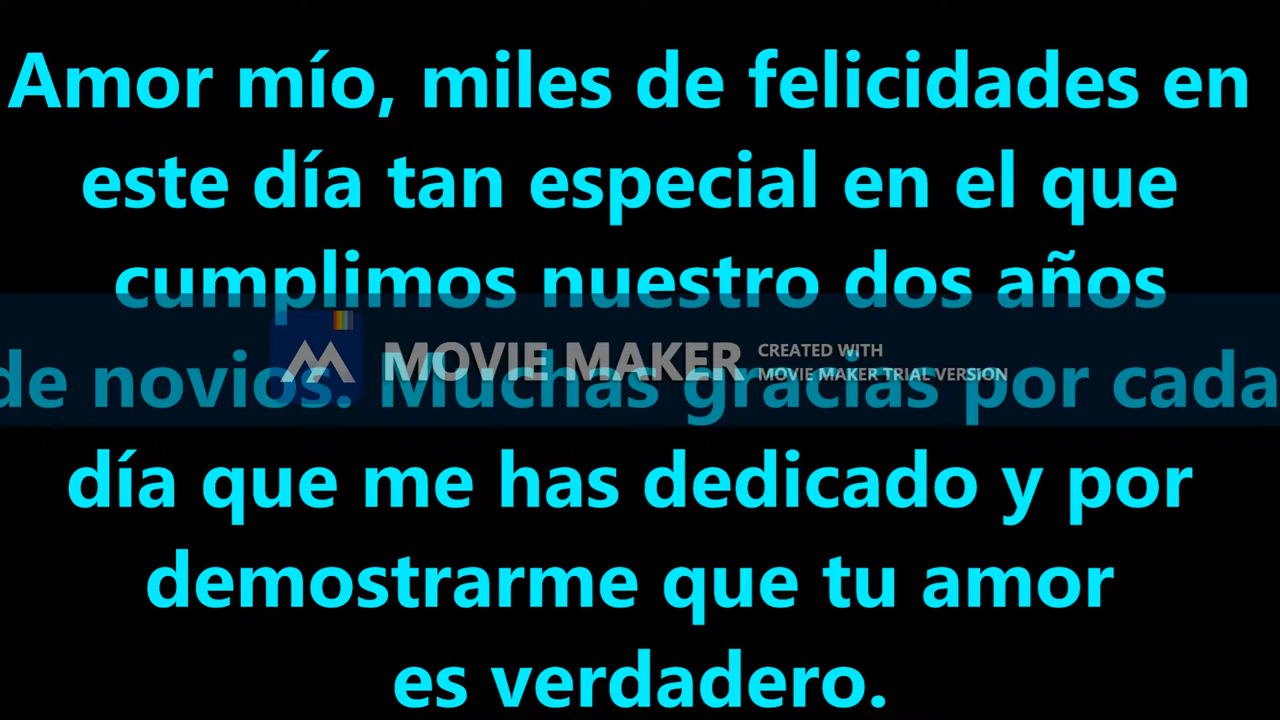 Amor mío, miles de felicidades en
este día tan especial en el que
cumplimos nuestro dos años
de novios. Muchas gracias por cada
MOVIE MAKER
CREATED WITH
MOVIE MAKER TRIAL VERSION
día que me has dedicado y por
demostrarme que tu amor
es verdadero.